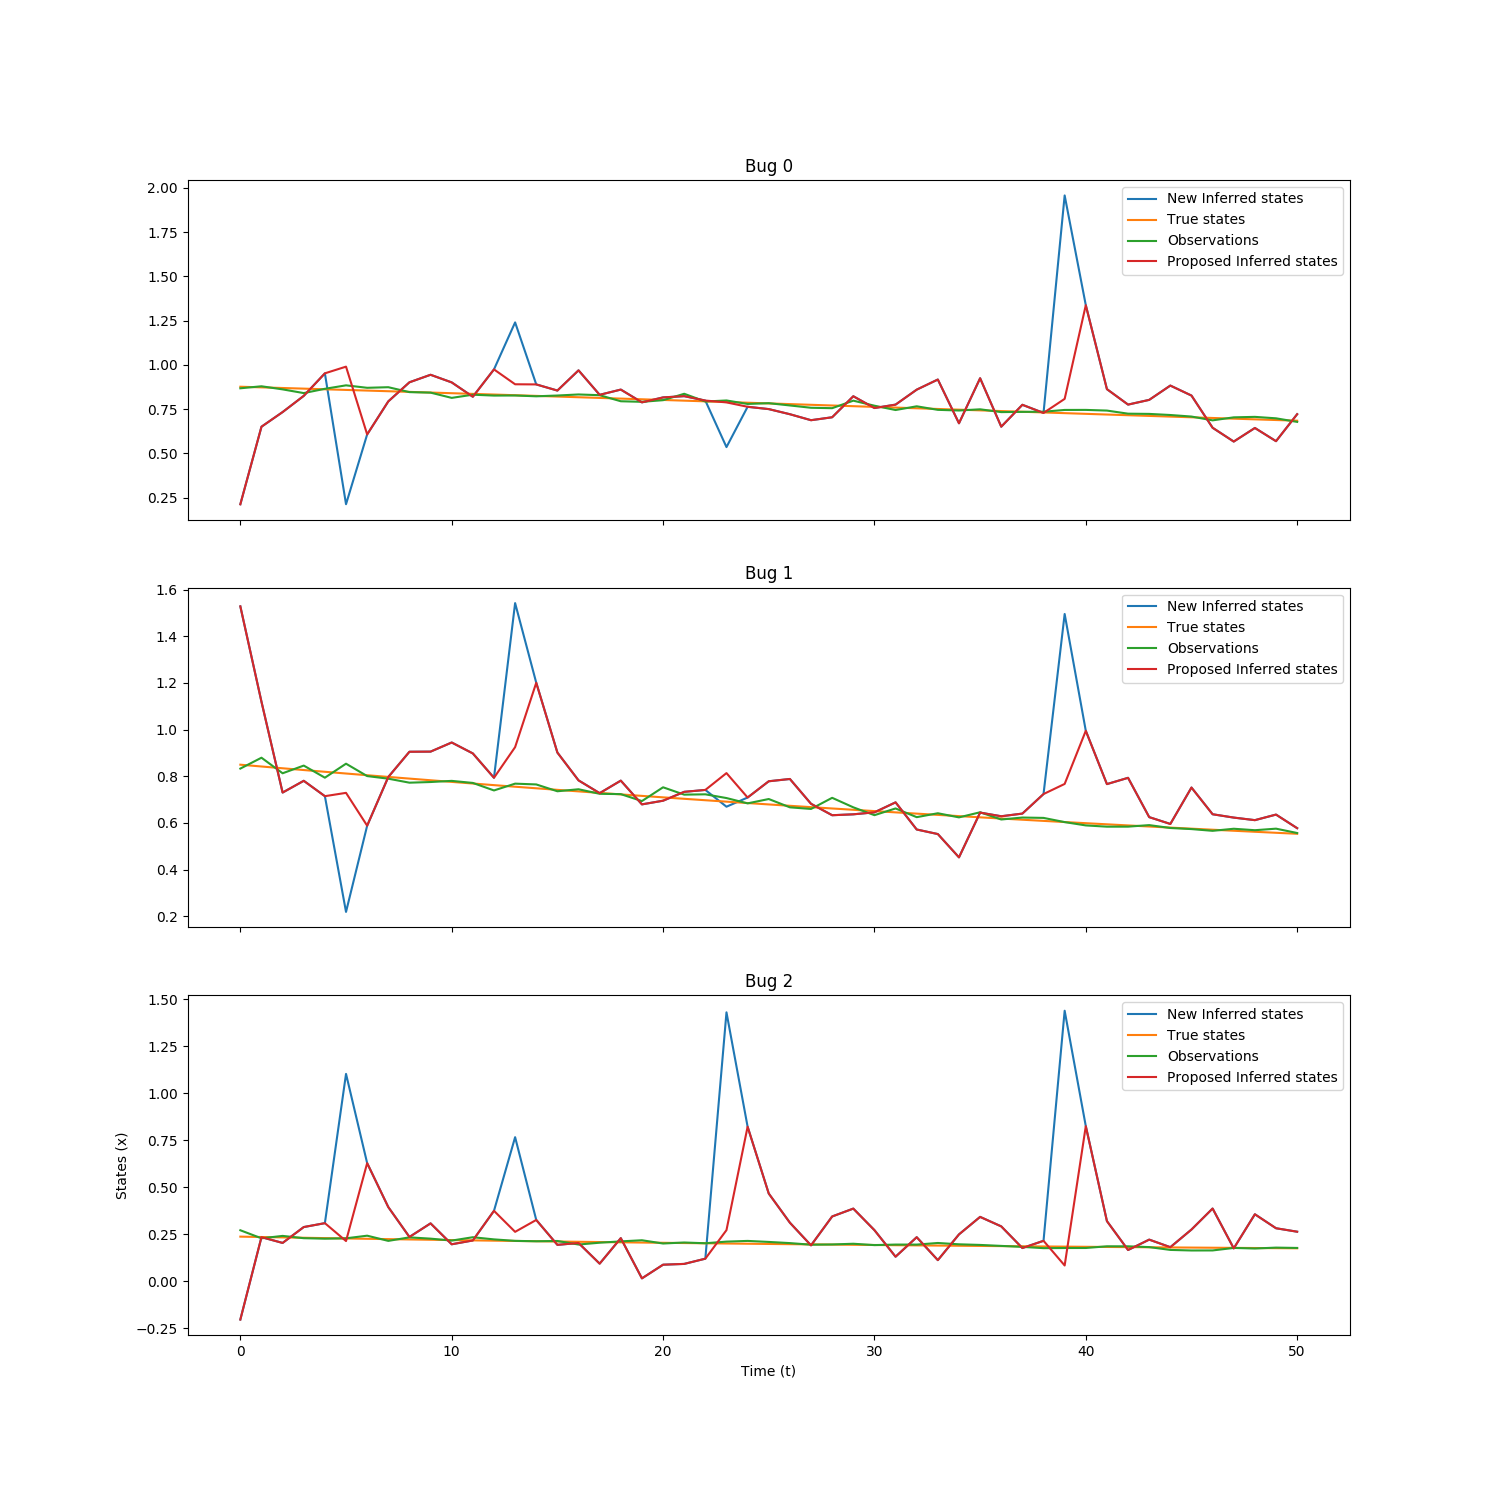 Bug 0
2.00
1.75
1.50
1.25
1.00
0.75
0.50
0.25
New Inferred states
True states
Observations
Proposed Inferred states
Bug 1
1.6
1.4
1.2
1.0
0.8
0.6
0.4
0.2
New Inferred states
True states
Observations
Proposed Inferred states
Bug 2
States (x)
1.50
1.25
1.00
0.75
0.50
0.25
0.00
−0.25
New Inferred states
True states
Observations
Proposed Inferred states
0 10 20 30 40 50
Time (t)